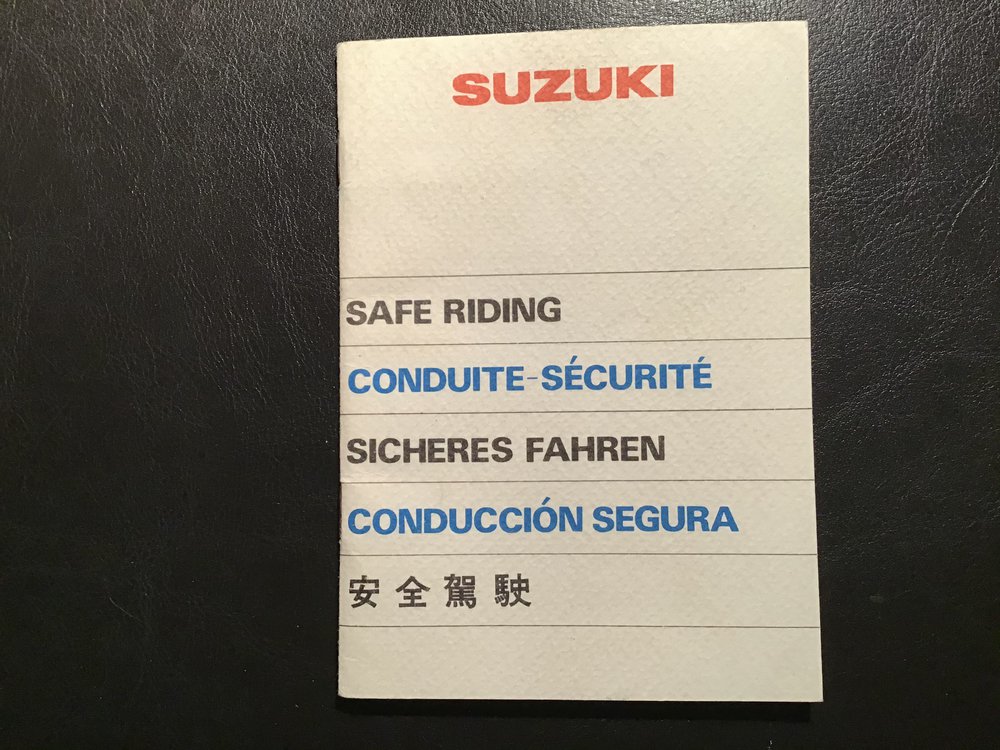 SUZUKI
SAFE RIDING
CONDUITE-SÉCURITÉ
SICHERES FAHREN
CONDUCCIÓN SEGURA
安全駕駛